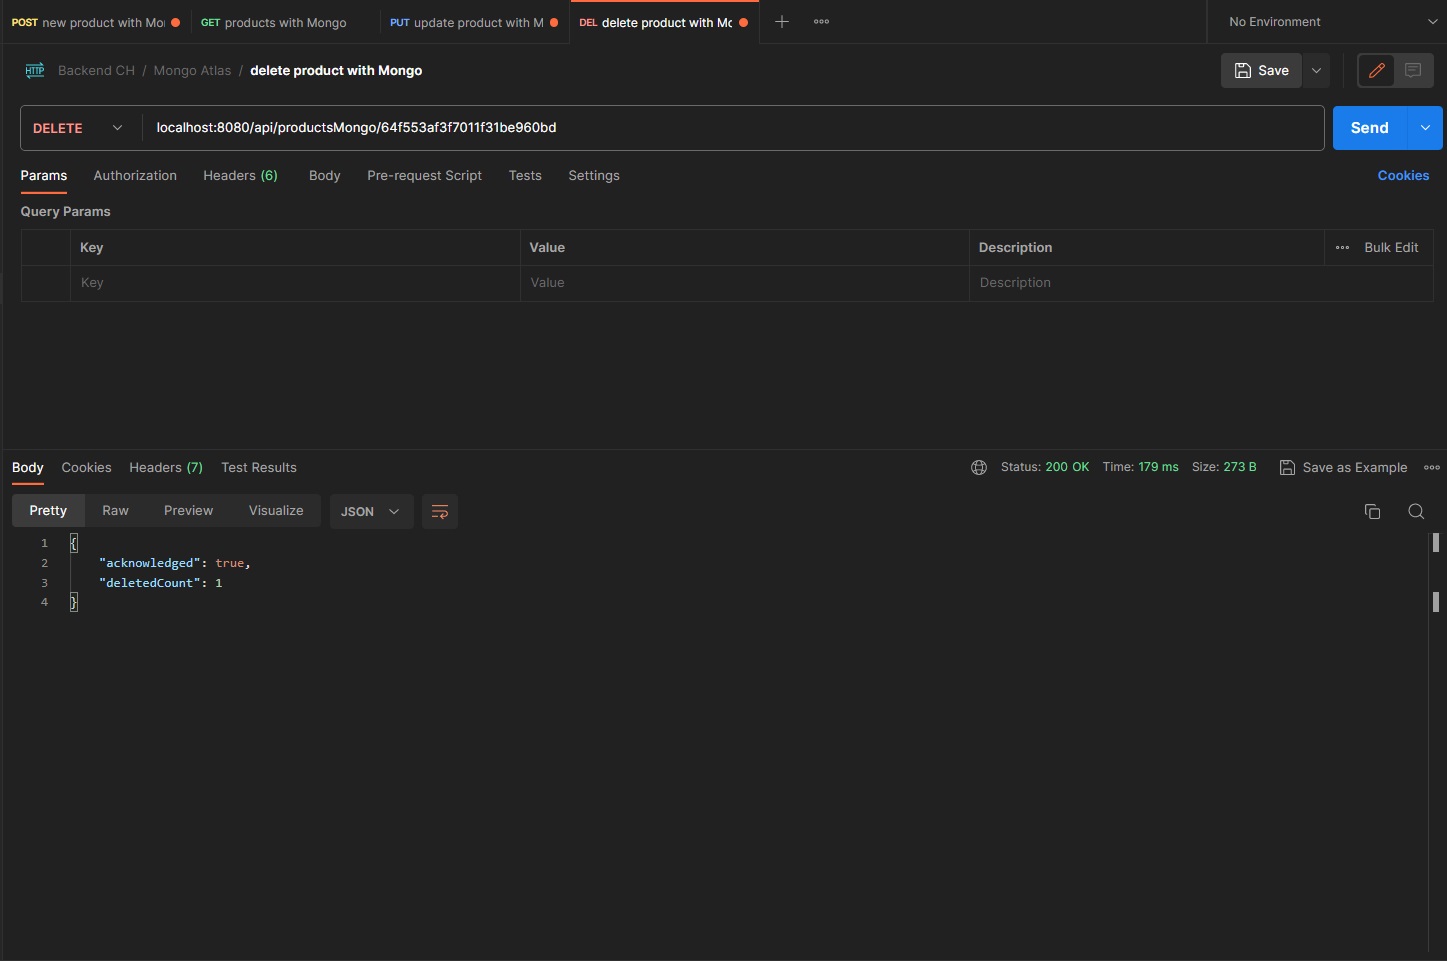 POST new product with Mo
GET products with Mongo
PUT update product with M
DEL delete product with Mc
No Environment
HTTP Backend CH / Mongo Atlas / delete product with Mongo
Save
DELETE localhost:8080/api/productsMongo/64f553af3f7011f31be960bd Send
Params Authorization Headers (6) Body Pre-request Script Tests Settings Cookies
Query Params
Key Value Description Bulk Edit
Key Value Description
Body Cookies Headers (7) Test Results Status: 200 OK Time: 179 ms Size: 273 B Save as Example
Pretty Raw Preview Visualize JSON
1 {
2 "acknowledged": true,
3 "deletedCount": 1
4 }